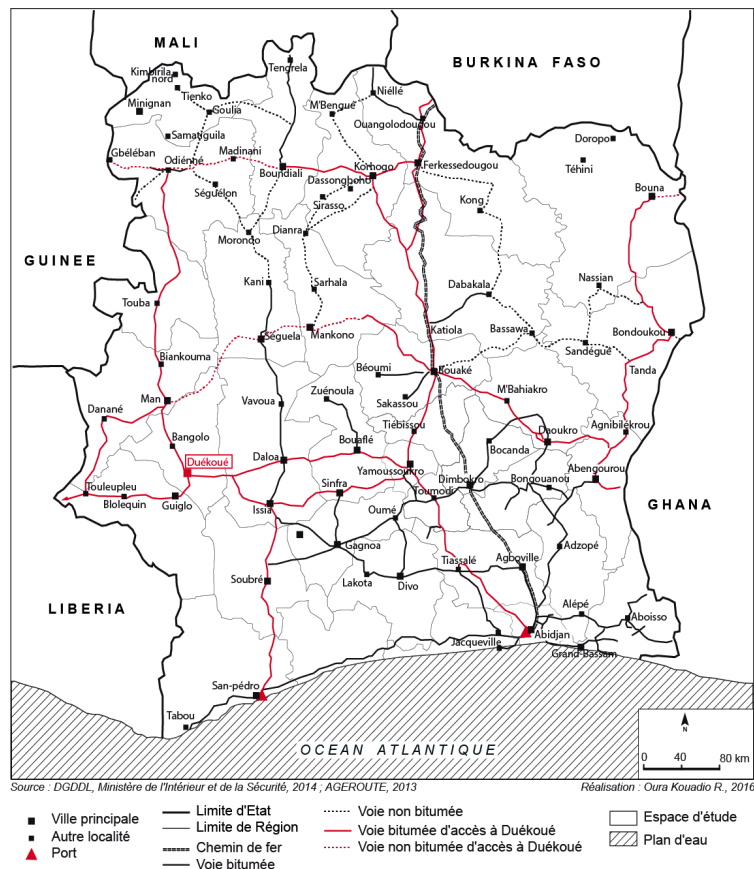 MALI
BURKINA FASO
Tengrela
Kimbirila
nord
Tienko
Niéllé
Minignan
Goulia
M'Bengué
Ouangolodougou
Samatiguila
Doropo
Gbéléban
Madinani
Odiénné
Boundiali
Korhogo
Ferkessedougou
Téhini
Dassongboho
Séguélon
Sirasso
Kong
Bouna
Morondo
Dianra
GUINEE
Kani
Sarhala
Dabakala
Nassian
Touba
Séguela
Mankono
Katiola
Bassawa
Bondoukou
Sandégué
Biankouma
Béoumi
Bouaké
Tanda
Man
Zuénoula
Sakassou
M'Bahiakro
Danané
Vavoua
Tiébissou
Agnibilékrou
Bangolo
Bouaflé
Daoukro
Bocanda
Duékoué
Daloa
Yamoussoukro
Dimbokro
Abengourou
Touleupleu
Sinfra
Toumodi
Bongouanou
Blolequin
Guiglo
Issia
Oumé
GHANA
Gagnoa
Adzopé
Soubré
Lakota
Divo
Tiassalé
Agboville
LIBERIA
Alépé
Aboisso
Abidjan
Jacqueville
Grand-Bassam
San-pédro
Tabou
OCEAN ATLANTIQUE
N
0 40 80 km
Source : DGDDL, Ministère de l'Intérieur et de la Sécurité, 2014 ; AGEROUTE, 2013
Réalisation : Oura Kouadio R., 2016
Ville principale
Autre localité
Port
Limite d'Etat
Limite de Région
Chemin de fer
Voie bitumée
Voie non bitumée
Voie bitumée d'accès à Duékoué
Voie non bitumée d'accès à Duékoué
Espace d'étude
Plan d'eau